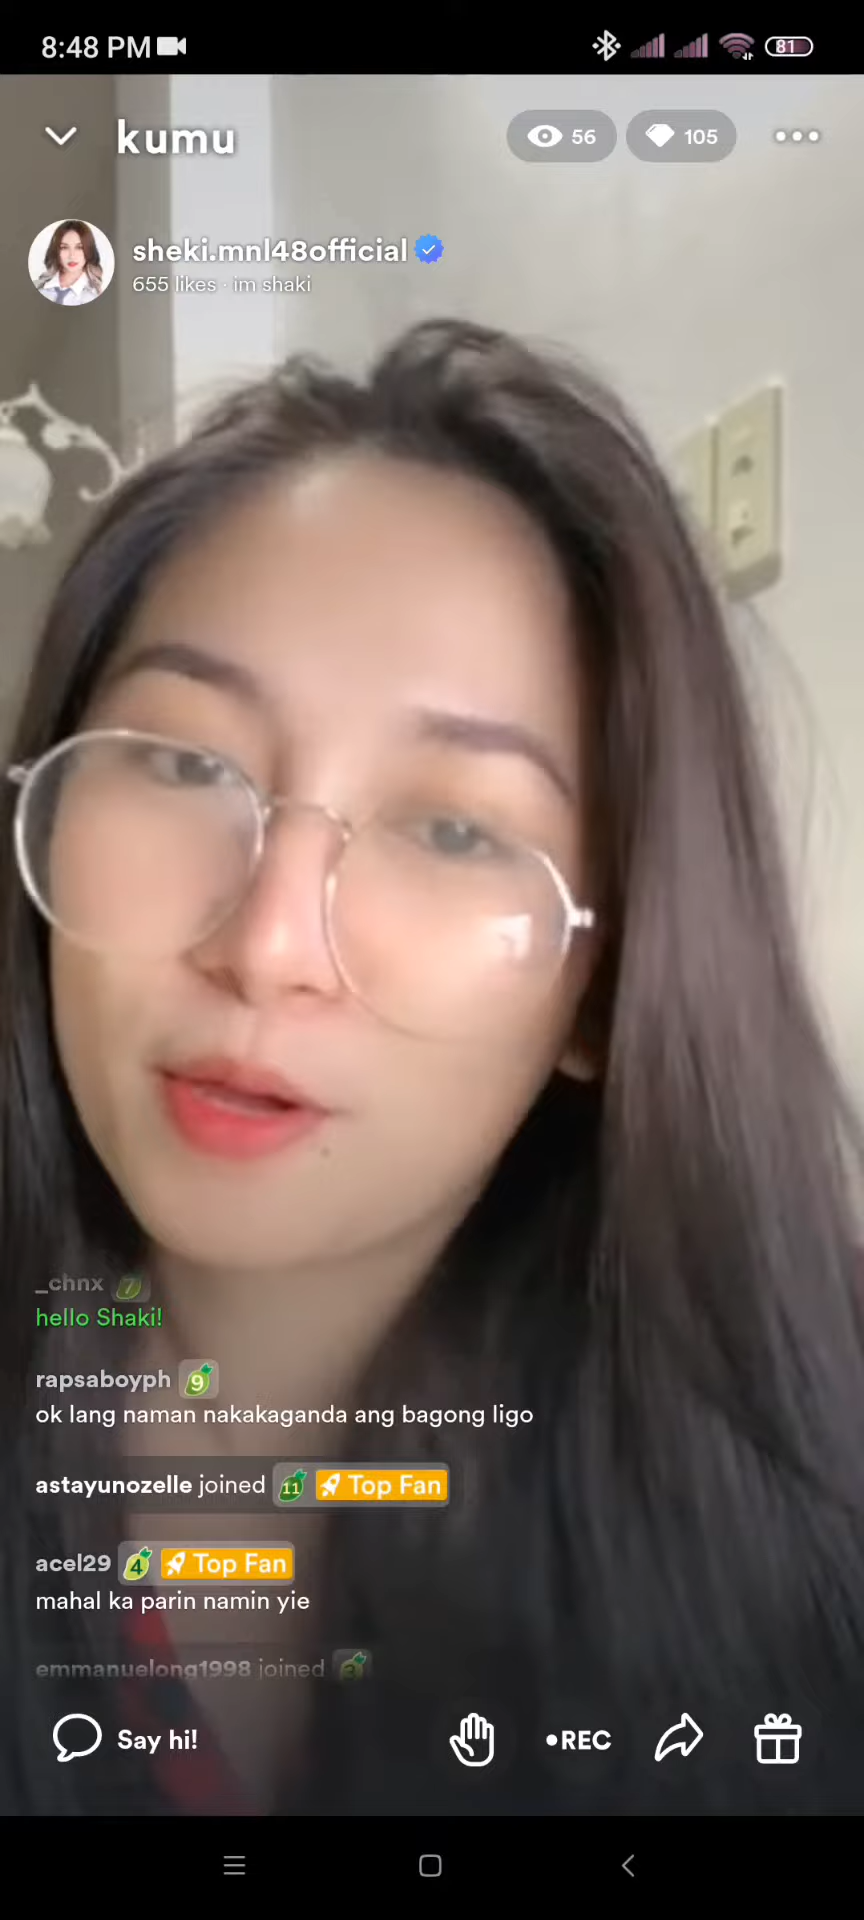 8:48 PM
81
kumu
56
105
sheki.mnl48official
655 likes · im shaki
_chnx 7
hello Shaki!
rapsaboyph 9
ok lang naman nakakaganda ang bagong ligo
astayunozelle joined 11 Top Fan
acel29 4 Top Fan
mahal ka parin namin yie
emmanuelong1998 joined 3
Say hi!
•REC